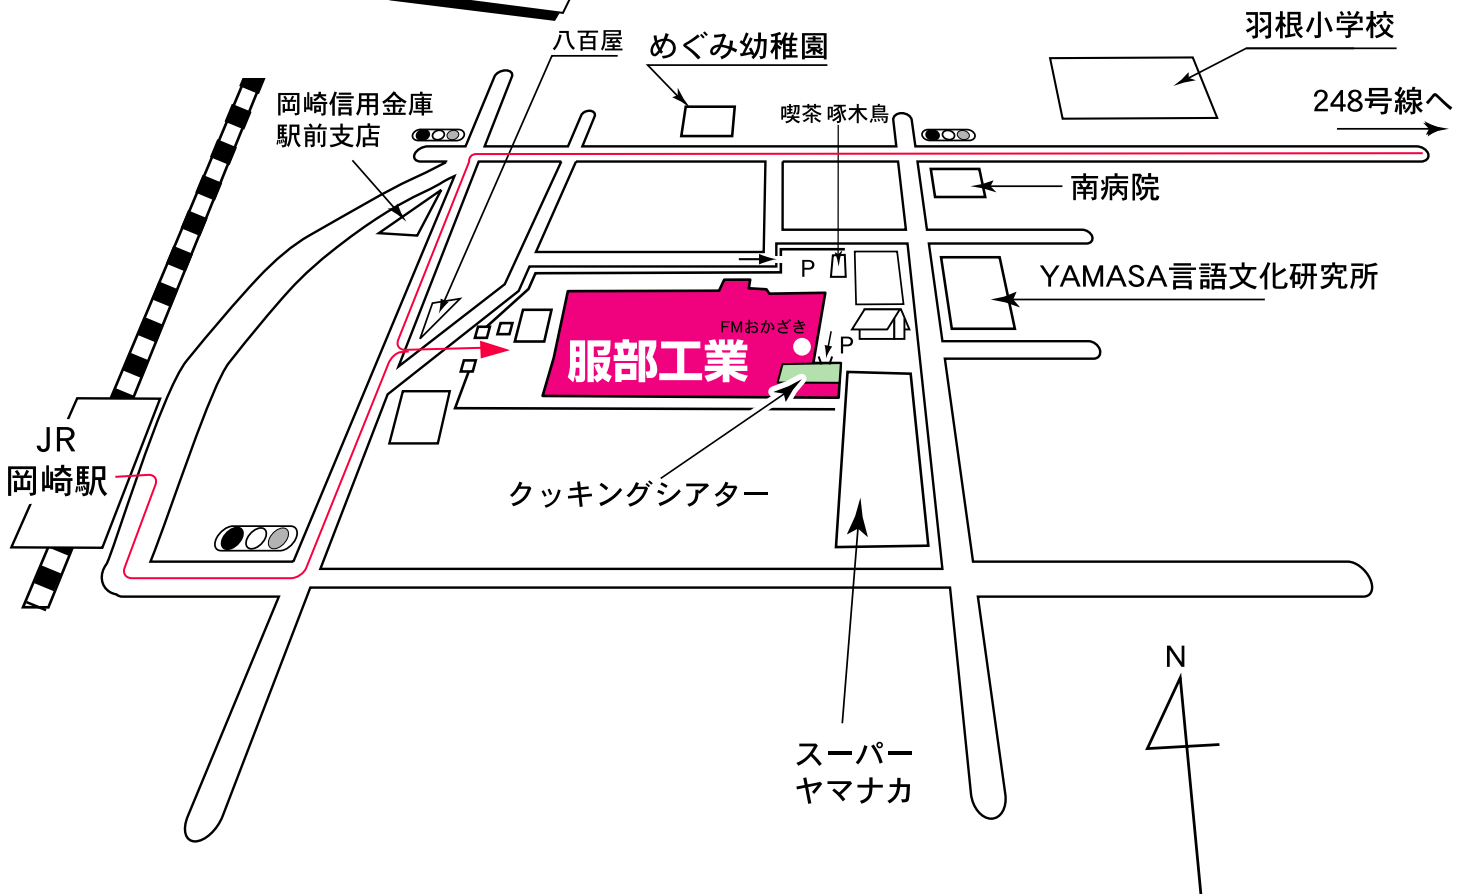 羽根小学校
八百屋
めぐみ幼稚園
248号線へ
岡崎信用金庫
駅前支店
喫茶 啄木鳥
南病院
P
YAMASA言語文化研究所
FMおかざき
P
服部工業
JR
岡崎駅
クッキングシアター
N
スーパー
ヤマナカ